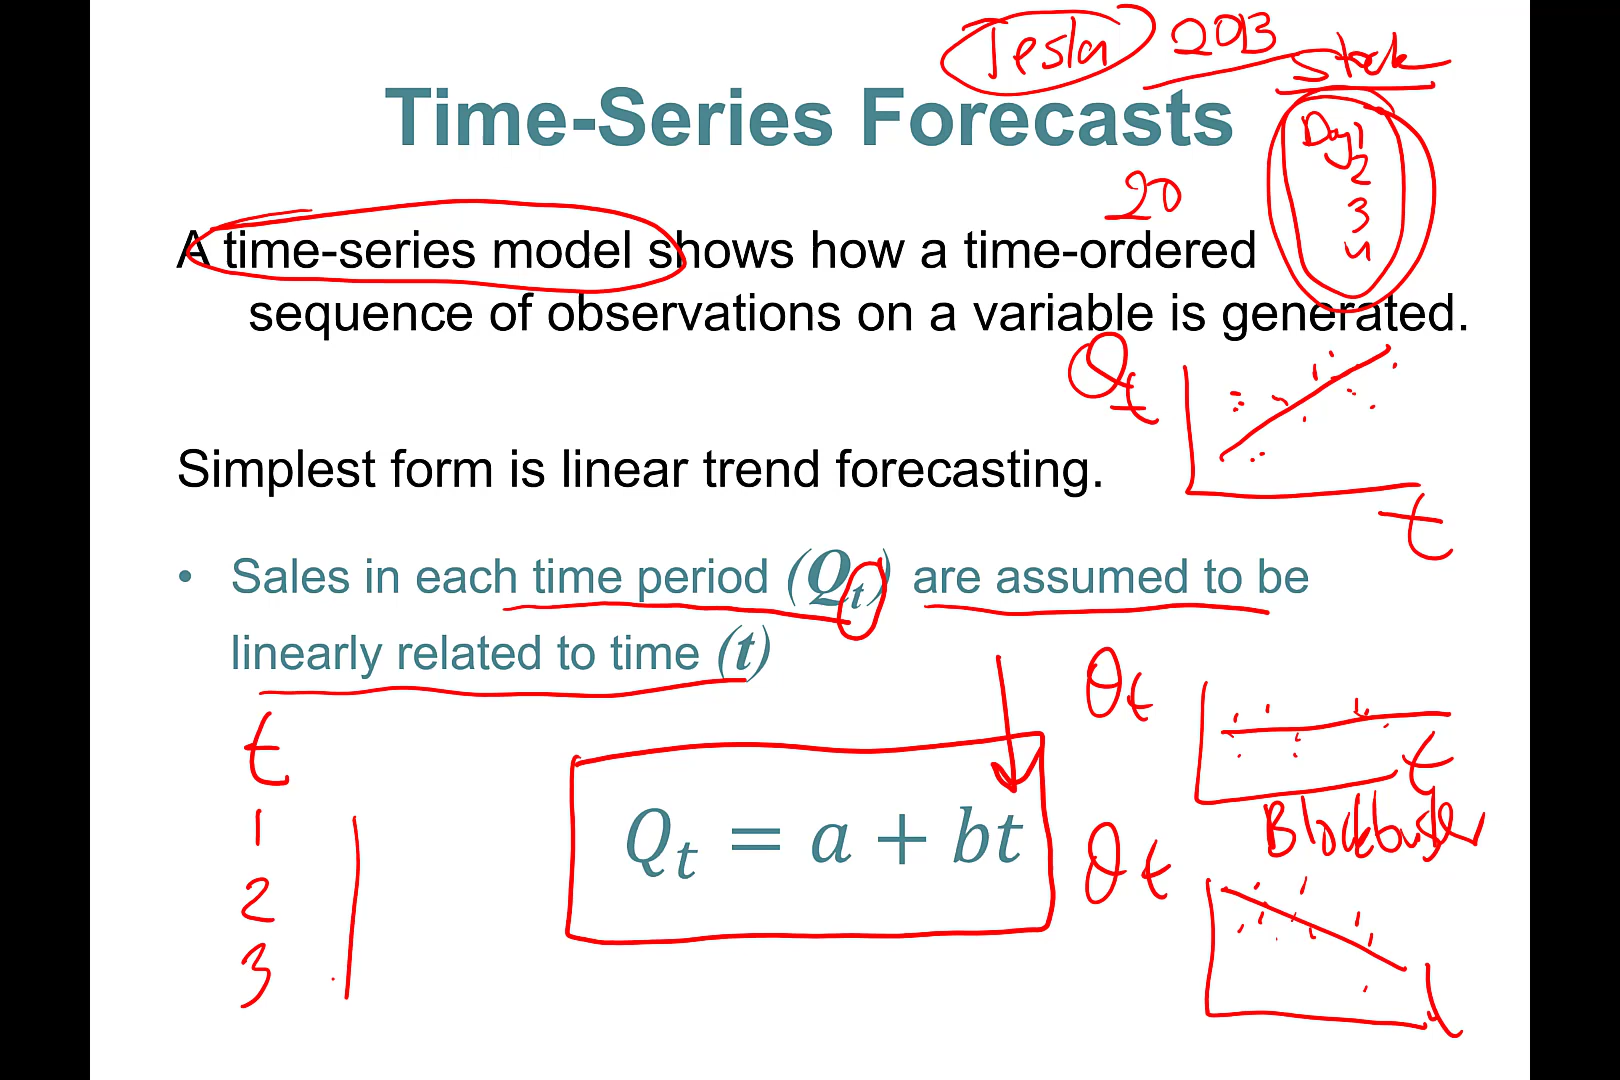 Tesla 2013
Stock
Time-Series Forecasts
Day 1
2
3
4
20
A time-series model shows how a time-ordered
sequence of observations on a variable is generated.
Qt
t
Simplest form is linear trend forecasting.
• Sales in each time period (Qt) are assumed to be
linearly related to time (t)
Qt
t
t
1
2
3
Qt = a + bt
Blockbuster
Qt
t